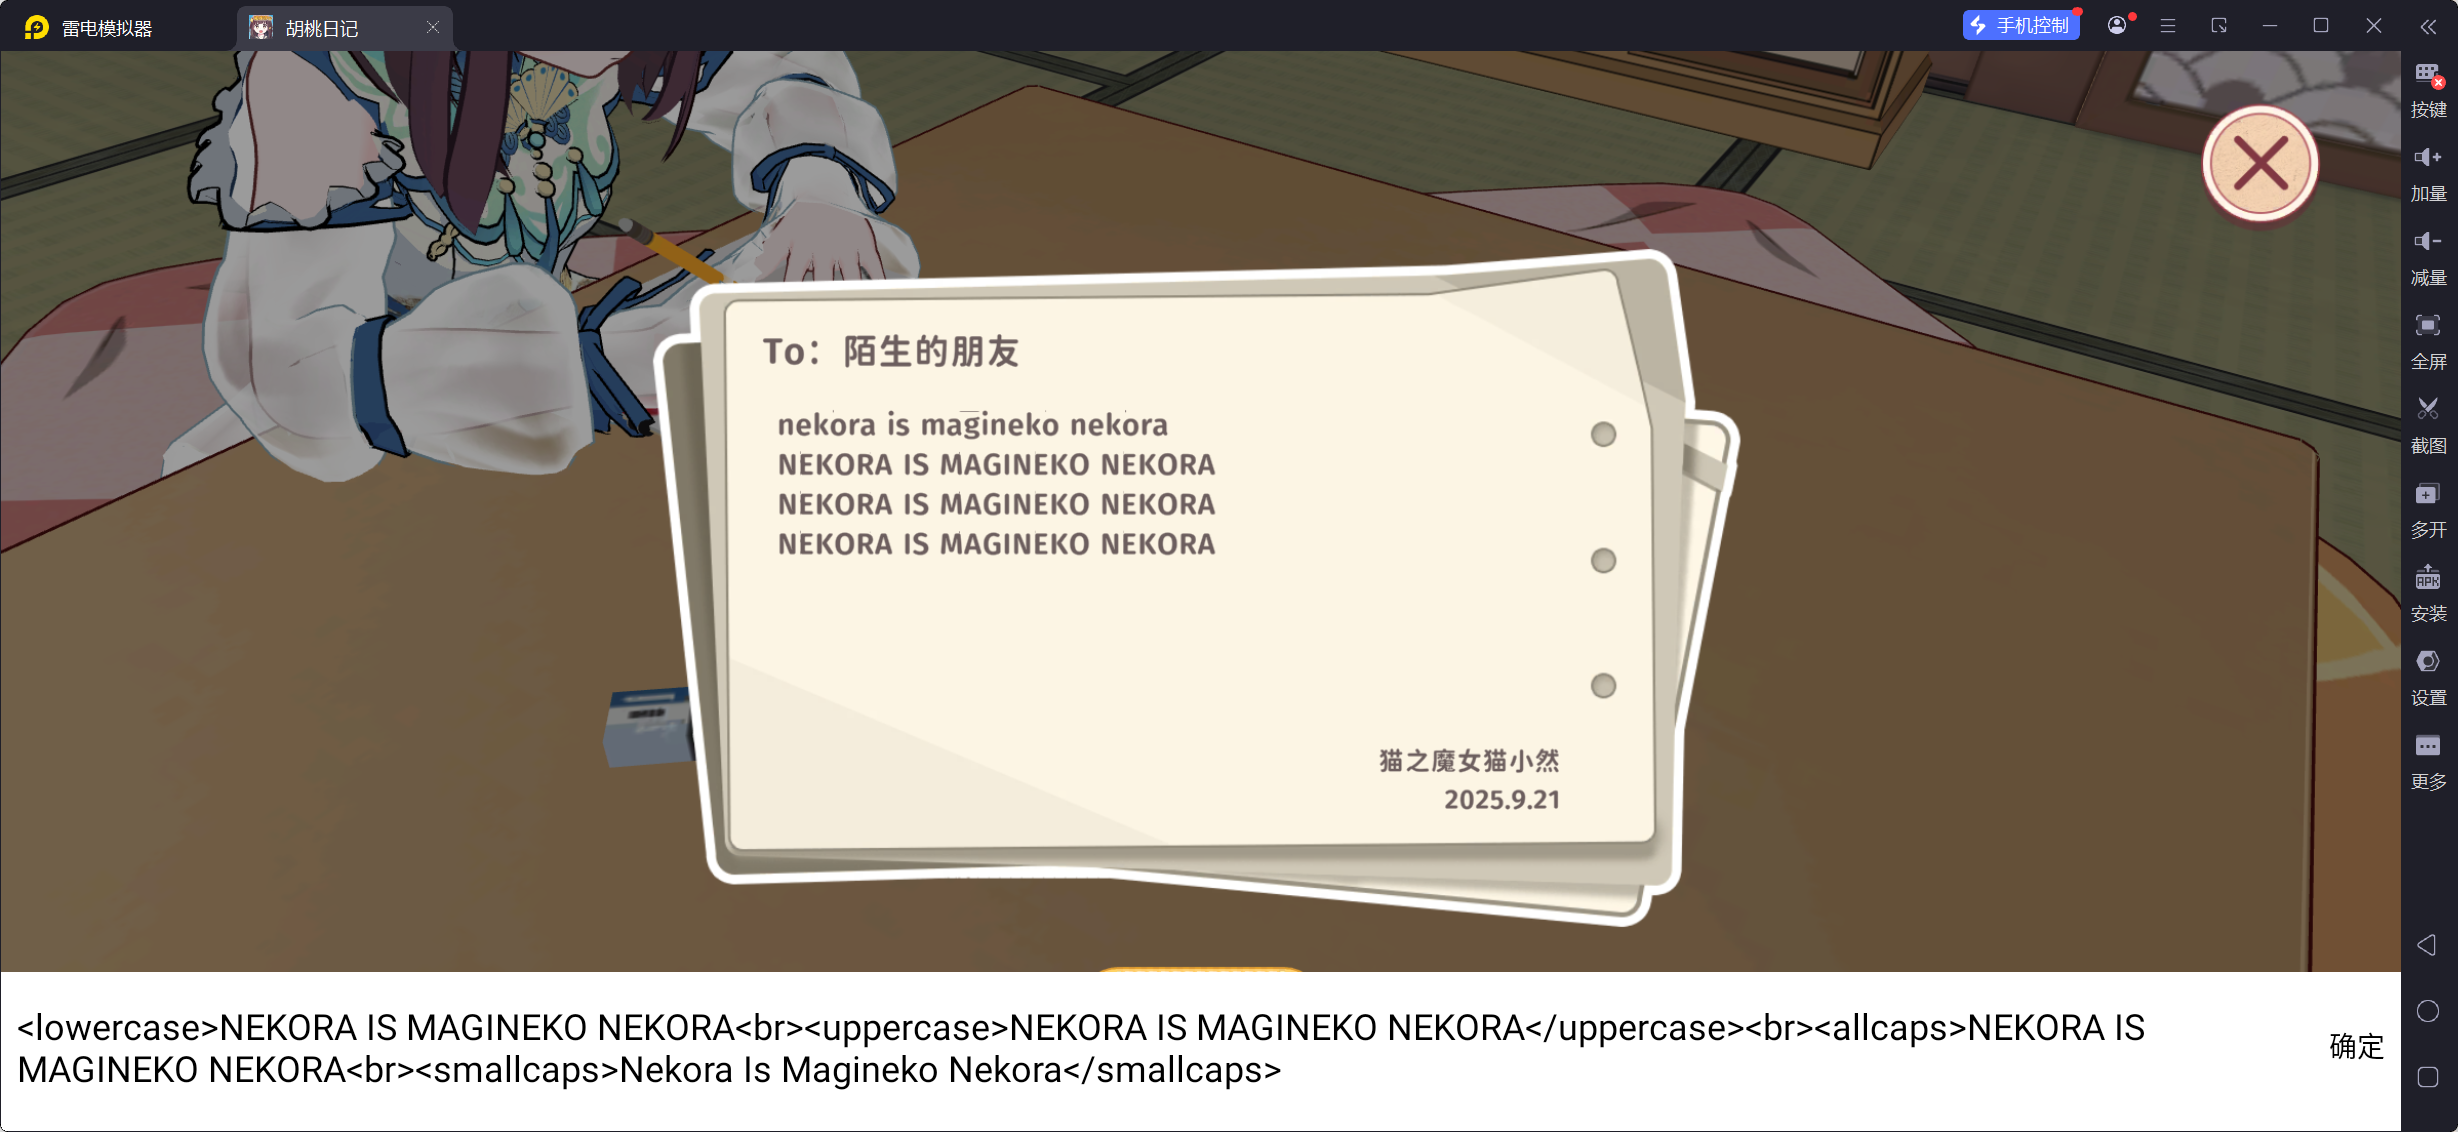 雷电模拟器
胡桃日记
手机控制
按键
加量
减量
全屏
截图
多开
APK
安装
设置
更多
To：陌生的朋友
nekora is magineko nekora
NEKORA IS MAGINEKO NEKORA
NEKORA IS MAGINEKO NEKORA
NEKORA IS MAGINEKO NEKORA
猫之魔女猫小然
2025.9.21
<lowercase>NEKORA IS MAGINEKO NEKORA<br><uppercase>NEKORA IS MAGINEKO NEKORA</uppercase><br><allcaps>NEKORA IS
MAGINEKO NEKORA<br><smallcaps>Nekora Is Magineko Nekora</smallcaps>
确定